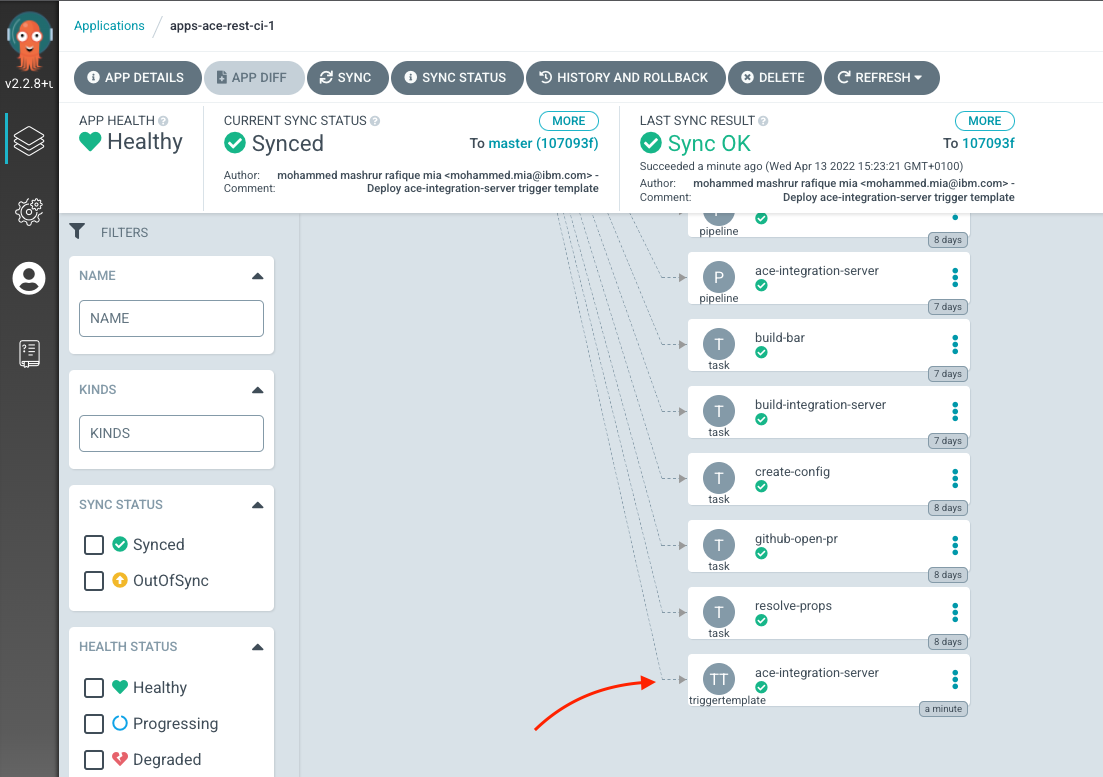 Applications
apps-ace-rest-ci-1
v2.2.8+
APP DETAILS
APP DIFF
SYNC
SYNC STATUS
HISTORY AND ROLLBACK
DELETE
REFRESH
APP HEALTH
Healthy
CURRENT SYNC STATUS
MORE
Synced
To master (107093f)
Author: mohammed mashrur rafique mia <mohammed.mia@ibm.com> -
Comment: Deploy ace-integration-server trigger template
LAST SYNC RESULT
MORE
Sync OK
To 107093f
Succeeded a minute ago (Wed Apr 13 2022 15:23:21 GMT+0100)
Author: mohammed mashrur rafique mia <mohammed.mia@ibm.com> -
Comment: Deploy ace-integration-server trigger template
FILTERS
NAME
NAME
KINDS
KINDS
SYNC STATUS
Synced
OutOfSync
HEALTH STATUS
Healthy
Progressing
Degraded
P
pipeline
8 days
P
pipeline
ace-integration-server
7 days
T
task
build-bar
7 days
T
task
build-integration-server
7 days
T
task
create-config
8 days
T
task
github-open-pr
8 days
T
task
resolve-props
8 days
TT
triggertemplate
ace-integration-server
a minute